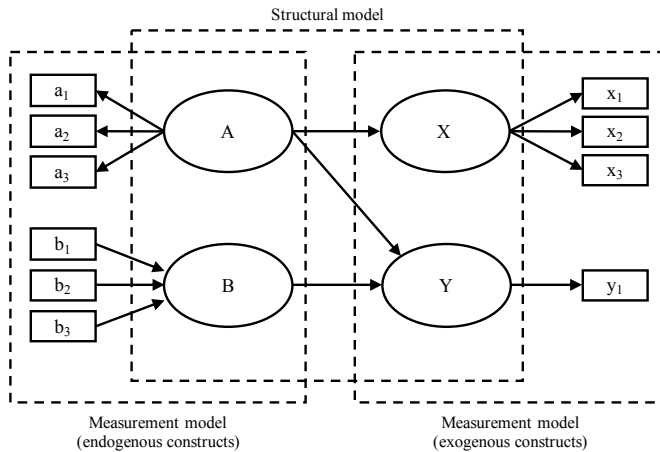 Structural model
a₁
a₂
a₃
A
X
x₁
x₂
x₃
b₁
b₂
b₃
B
Y
y₁
Measurement model
(endogenous constructs)
Measurement model
(exogenous constructs)